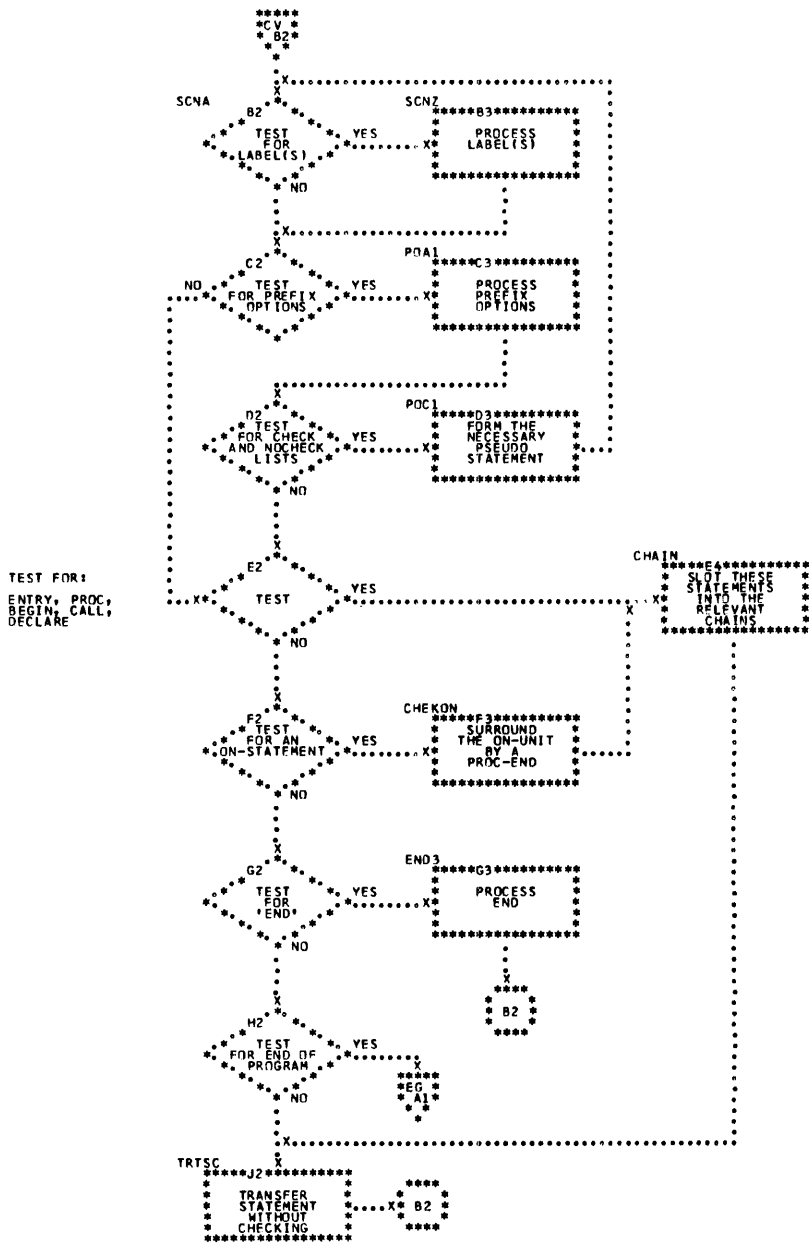 CV
B2
SCNA
B2
TEST
FOR
LABEL(S)
YES
NO
SCNZ
B3
PROCESS
LABEL(S)
NO
C2
TEST
FOR PREFIX
OPTIONS
YES
POA1
C3
PROCESS
PREFIX
OPTIONS
D2
TEST
FOR CHECK
AND NOCHECK
LISTS
YES
NO
POC1
D3
FORM THE
NECESSARY
PSEUDO
STATEMENT
TEST FOR:
ENTRY, PROC,
BEGIN, CALL,
DECLARE
E2
TEST
YES
NO
CHAIN
E4
SLOT THESE
STATEMENTS
INTO THE
RELEVANT
CHAINS
F2
TEST
FOR AN
ON-STATEMENT
YES
NO
CHEKON
F3
SURROUND
THE ON-UNIT
BY A
PROC-END
G2
TEST
FOR
'END'
YES
NO
END3
G3
PROCESS
END
B2
H2
TEST
FOR END OF
PROGRAM
YES
NO
EG
A1
TRTSC
J2
TRANSFER
STATEMENT
WITHOUT
CHECKING
B2